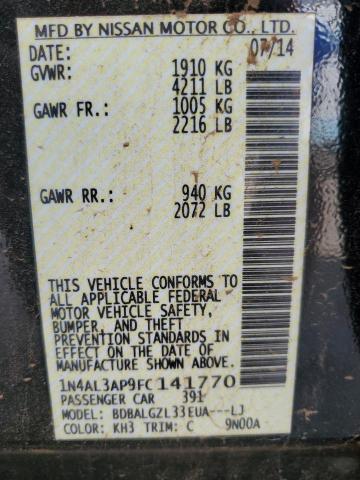 MFD BY NISSAN MOTOR CO., LTD.
DATE: 07/14
GVWR: 1910 KG
4211 LB
GAWR FR.: 1005 KG
2216 LB
GAWR RR.: 940 KG
2072 LB
THIS VEHICLE CONFORMS TO
ALL APPLICABLE FEDERAL
MOTOR VEHICLE SAFETY,
BUMPER, AND THEFT
PREVENTION STANDARDS IN
EFFECT ON THE DATE OF
MANUFACTURE SHOWN ABOVE.
1N4AL3AP9FC141770
PASSENGER CAR 391
MODEL: BDBALGZL33EUA---LJ
COLOR: KH3 TRIM: C 9N00A